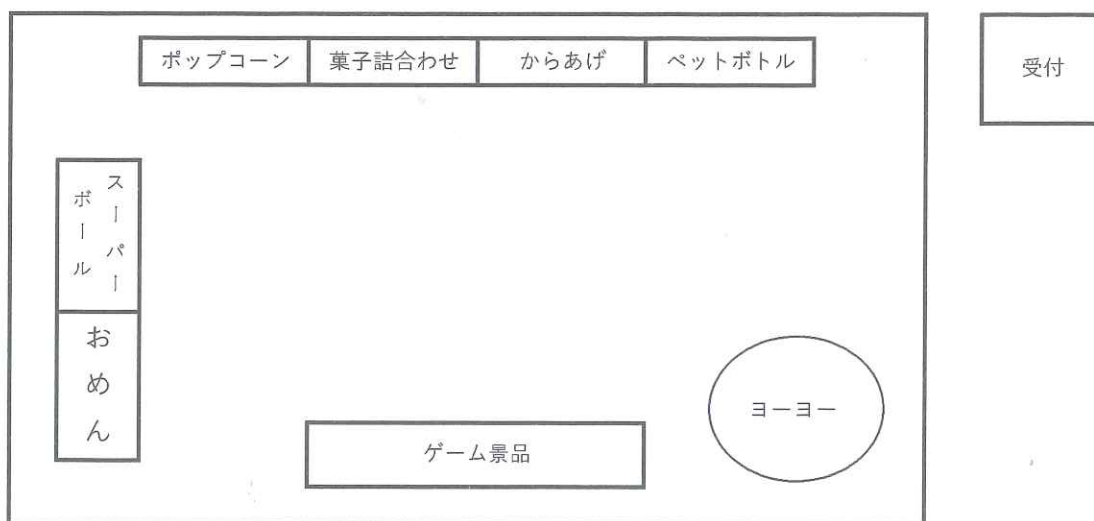 ポップコーン
菓子詰合わせ
からあげ
ペットボトル
受付
スーパー
ボール
おめん
ゲーム景品
ヨーヨー